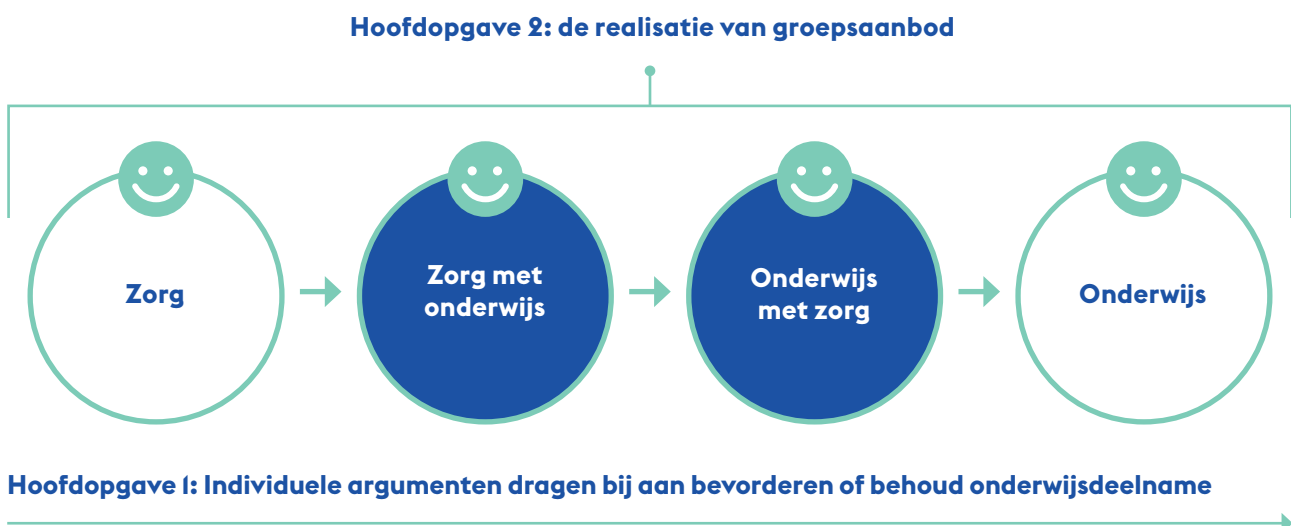 Hoofdopgave 2: de realisatie van groepsaanbod
Zorg
Zorg met
onderwijs
Onderwijs
met zorg
Onderwijs
Hoofdopgave 1: Individuele argumenten dragen bij aan bevorderen of behoud onderwijsdeelname